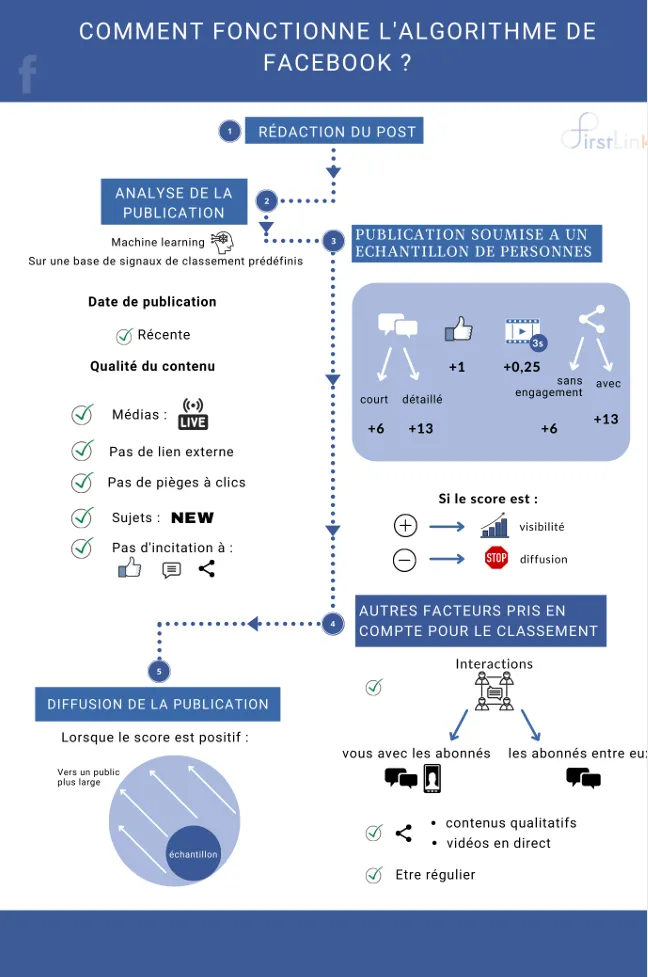 COMMENT FONCTIONNE L'ALGORITHME DE
FACEBOOK ?
f
1
RÉDACTION DU POST
FirstLink
ANALYSE DE LA
PUBLICATION
2
Machine learning
Sur une base de signaux de classement prédéfinis
3
PUBLICATION SOUMISE A UN
ECHANTILLON DE PERSONNES
Date de publication
Récente
Qualité du contenu
Médias :
LIVE
Pas de lien externe
Pas de pièges à clics
Sujets :
NEW
Pas d'incitation à :
3s
+1
+0,25
sans
engagement
avec
court
détaillé
+6
+13
+6
+13
Si le score est :
visibilité
STOP
diffusion
4
AUTRES FACTEURS PRIS EN
COMPTE POUR LE CLASSEMENT
Interactions
vous avec les abonnés
les abonnés entre eux
contenus qualitatifs
vidéos en direct
Etre régulier
5
DIFFUSION DE LA PUBLICATION
Lorsque le score est positif :
Vers un public
plus large
échantillon